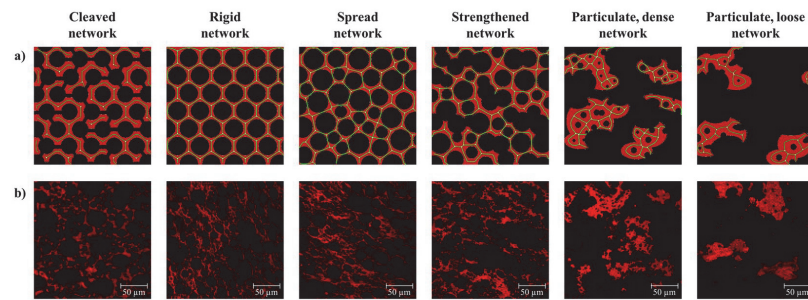 Cleaved
network
Rigid
network
Spread
network
Strengthened
network
Particulate, dense
network
Particulate, loose
network
a)
b)
50 µm
50 µm
50 µm
50 µm
50 µm
50 µm